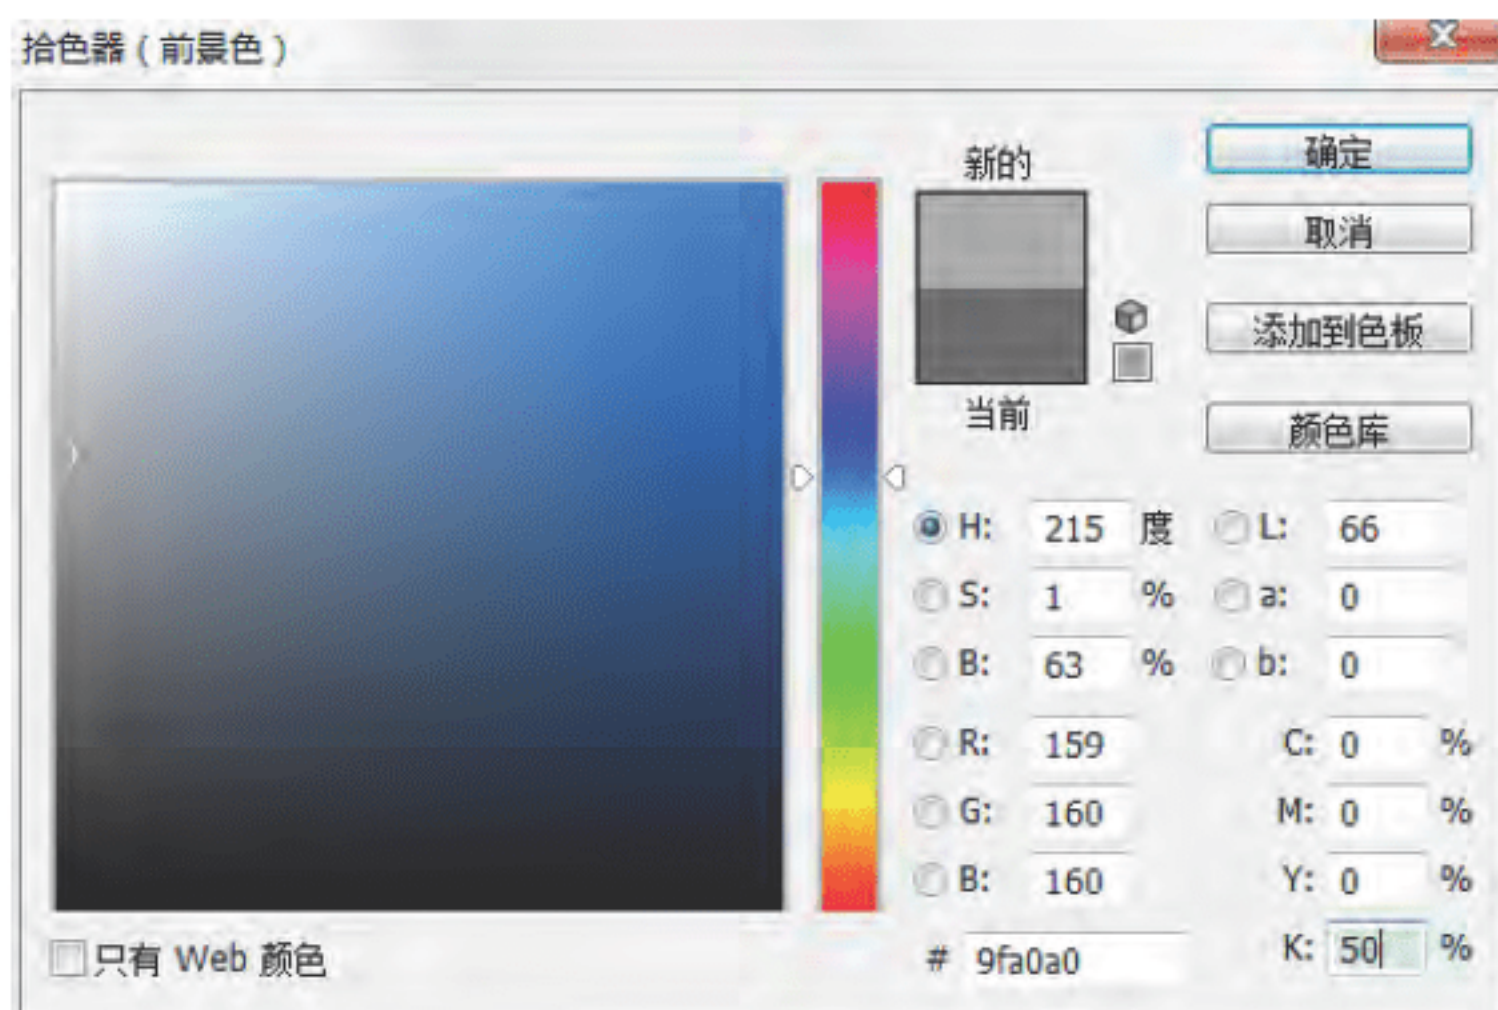 拾色器（前景色）
新的
当前
确定
取消
添加到色板
颜色库
H: 215 度
S: 1 %
B: 63 %
R: 159
G: 160
B: 160
# 9fa0a0
L: 66
a: 0
b: 0
C: 0 %
M: 0 %
Y: 0 %
K: 50 %
只有 Web 颜色